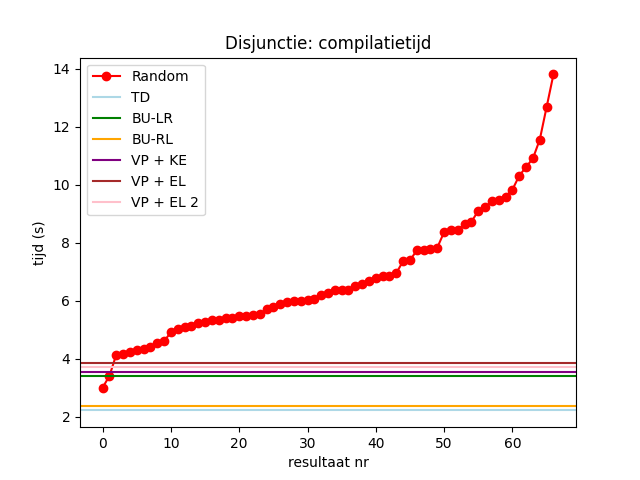 Disjunctie: compilatietijd
tijd (s)
14
12
10
8
6
4
2
Random
TD
BU-LR
BU-RL
VP + KE
VP + EL
VP + EL 2
0 10 20 30 40 50 60
resultaat nr